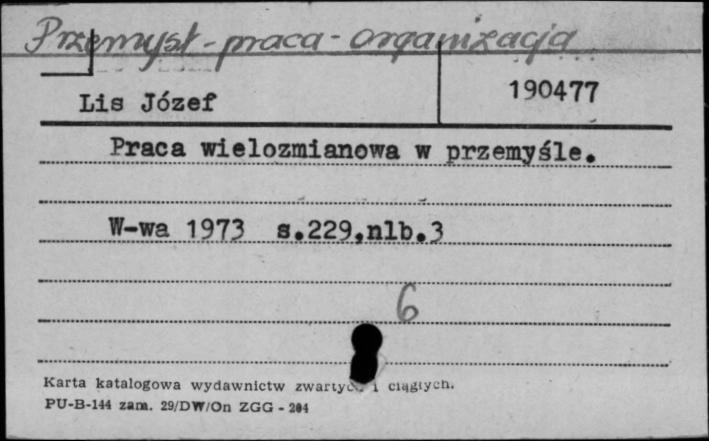 Przemysł - praca - organizacja
Lis Józef
190477
Praca wielozmianowa w przemyśle.
W-wa 1973 s.229,nlb.3
6
Karta katalogowa wydawnictw zwartych i ciągłych.
PU-B-144 zam. 29/DW/On ZGG - 204